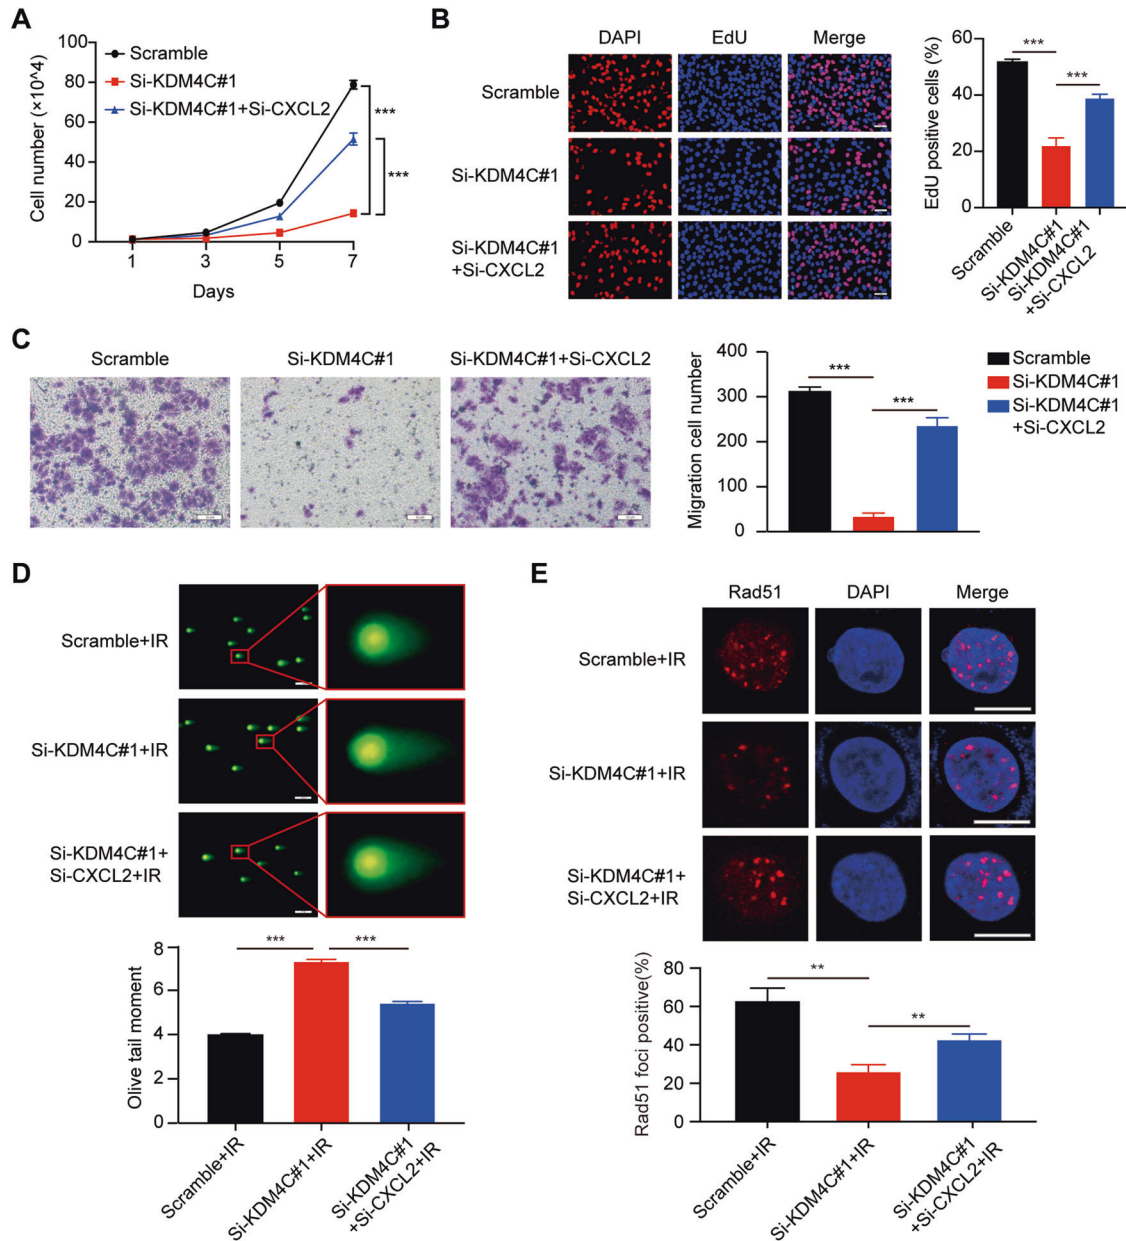 A
Cell number (×10^4)
100
80
60
40
20
0
1
3
5
7
Days
Scramble
Si-KDM4C#1
Si-KDM4C#1+Si-CXCL2
***
***
B
DAPI
EdU
Merge
Scramble
Si-KDM4C#1
Si-KDM4C#1
+Si-CXCL2
EdU positive cells (%)
60
40
20
0
***
***
Scramble
Si-KDM4C#1
Si-KDM4C#1
+Si-CXCL2
C
Scramble
Si-KDM4C#1
Si-KDM4C#1+Si-CXCL2
Migration cell number
400
300
200
100
0
***
***
Scramble
Si-KDM4C#1
Si-KDM4C#1
+Si-CXCL2
D
Scramble+IR
Si-KDM4C#1+IR
Si-KDM4C#1+
Si-CXCL2+IR
Olive tail moment
8
6
4
2
0
***
***
Scramble+IR
Si-KDM4C#1+IR
Si-KDM4C#1
+Si-CXCL2+IR
E
Rad51
DAPI
Merge
Scramble+IR
Si-KDM4C#1+IR
Si-KDM4C#1+
Si-CXCL2+IR
Rad51 foci positive(%)
80
60
40
20
0
**
**
Scramble+IR
Si-KDM4C#1+IR
Si-KDM4C#1
+Si-CXCL2+IR